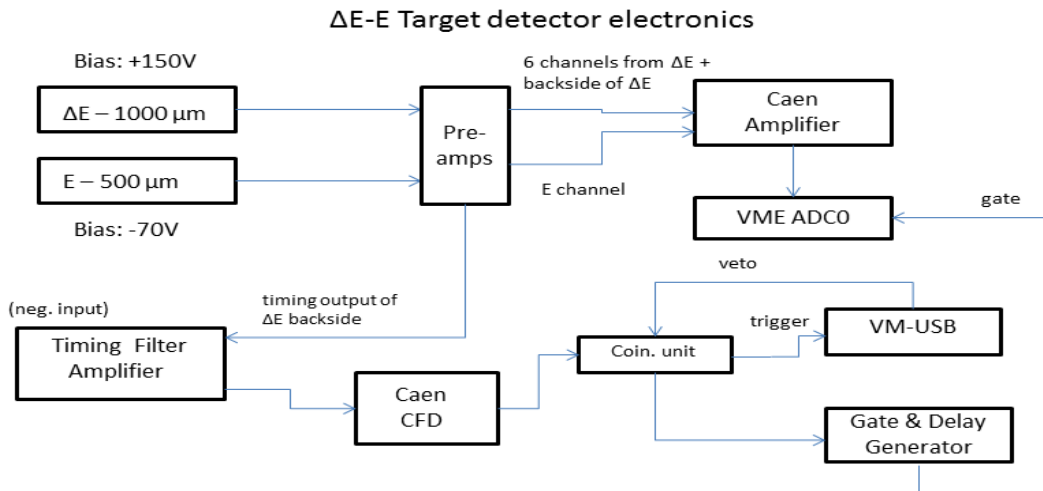 ΔE-E Target detector electronics
Bias: +150V
6 channels from ΔE +
backside of ΔE
ΔE – 1000 μm
Pre-
amps
Caen
Amplifier
E – 500 μm
E channel
Bias: -70V
VME ADC0
gate
veto
(neg. input)
timing output of
ΔE backside
trigger
VM-USB
Timing Filter
Amplifier
Coin. unit
Caen
CFD
Gate & Delay
Generator